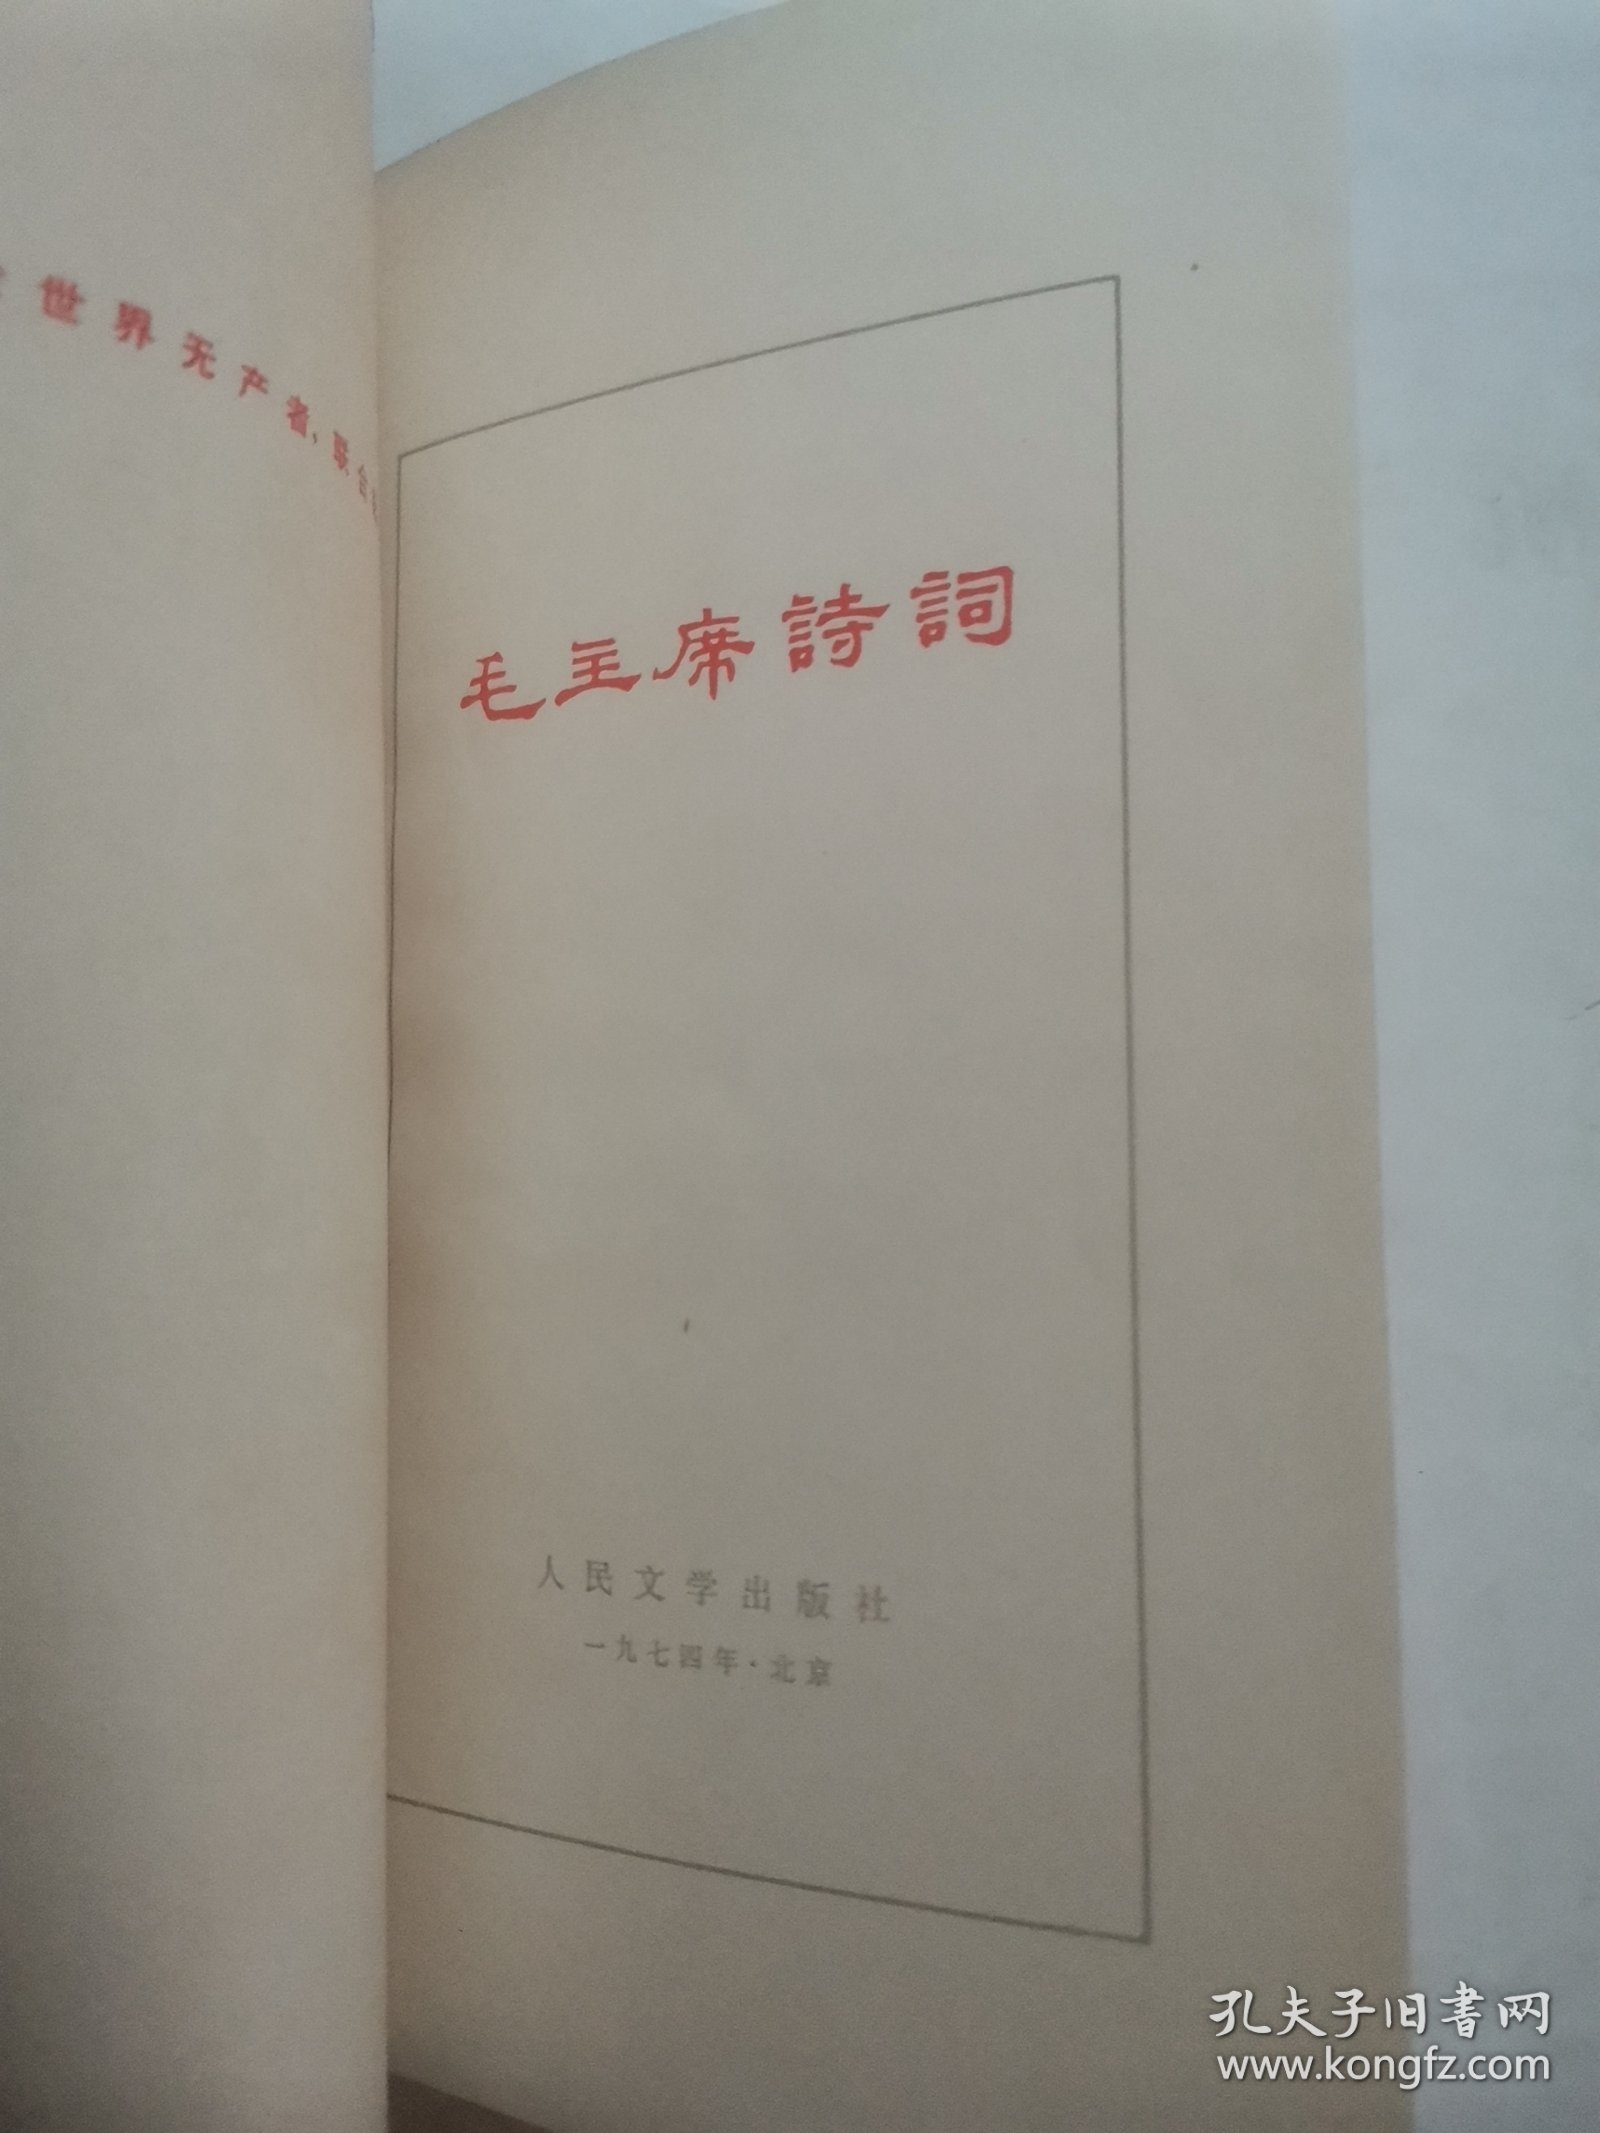 世界无产者，联合
毛主席詩詞
人民文学出版社
一九七四年·北京
孔夫子旧书网
www.kongfz.com